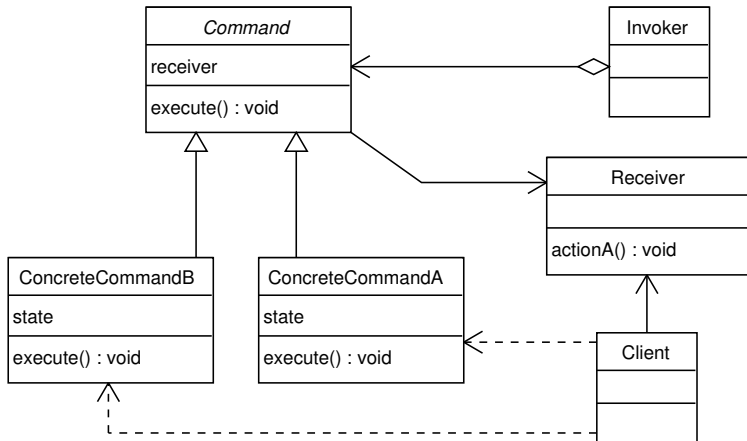 Command
receiver
execute() : void
Invoker
Receiver
actionA() : void
ConcreteCommandB
state
execute() : void
ConcreteCommandA
state
execute() : void
Client